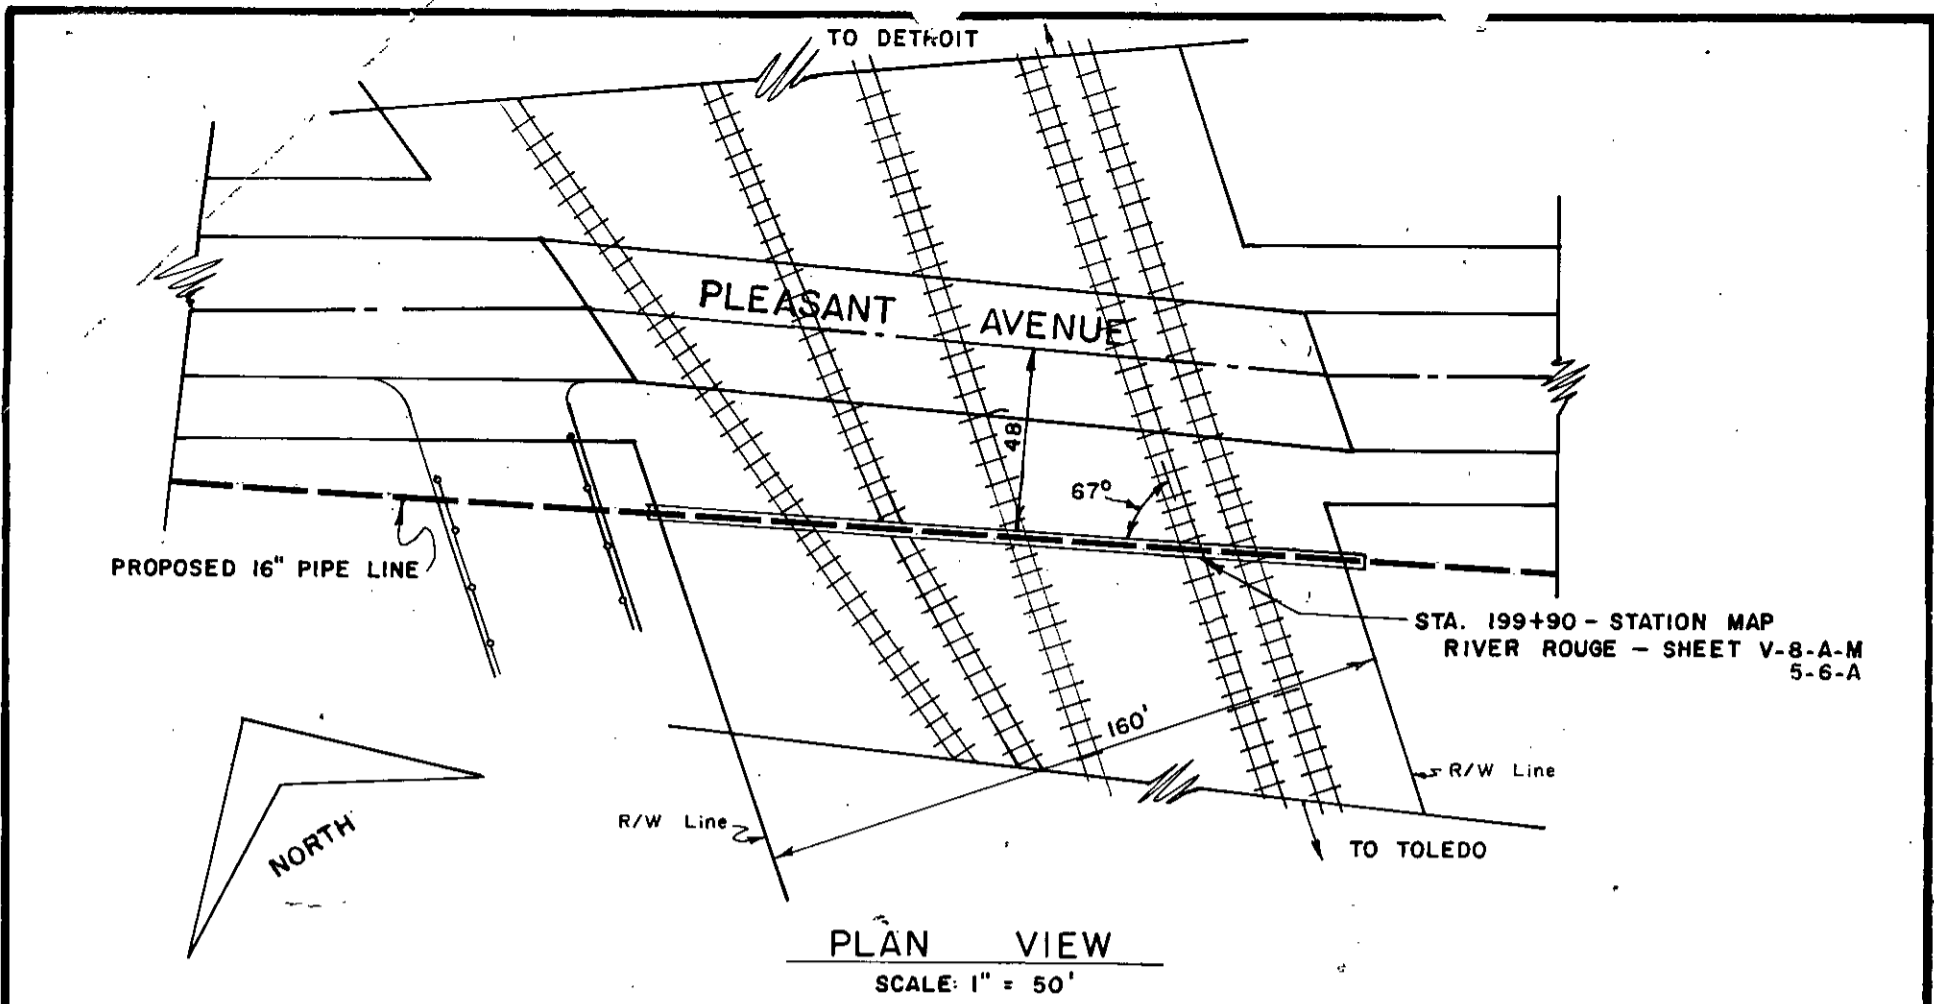 TO DETROIT
PLEASANT AVENUE
48'
67°
PROPOSED 16" PIPE LINE
STA. 199+90 - STATION MAP
RIVER ROUGE - SHEET V-8-A-M
5-6-A
160'
R/W Line
R/W Line
NORTH
TO TOLEDO
PLAN VIEW
SCALE: 1" = 50'